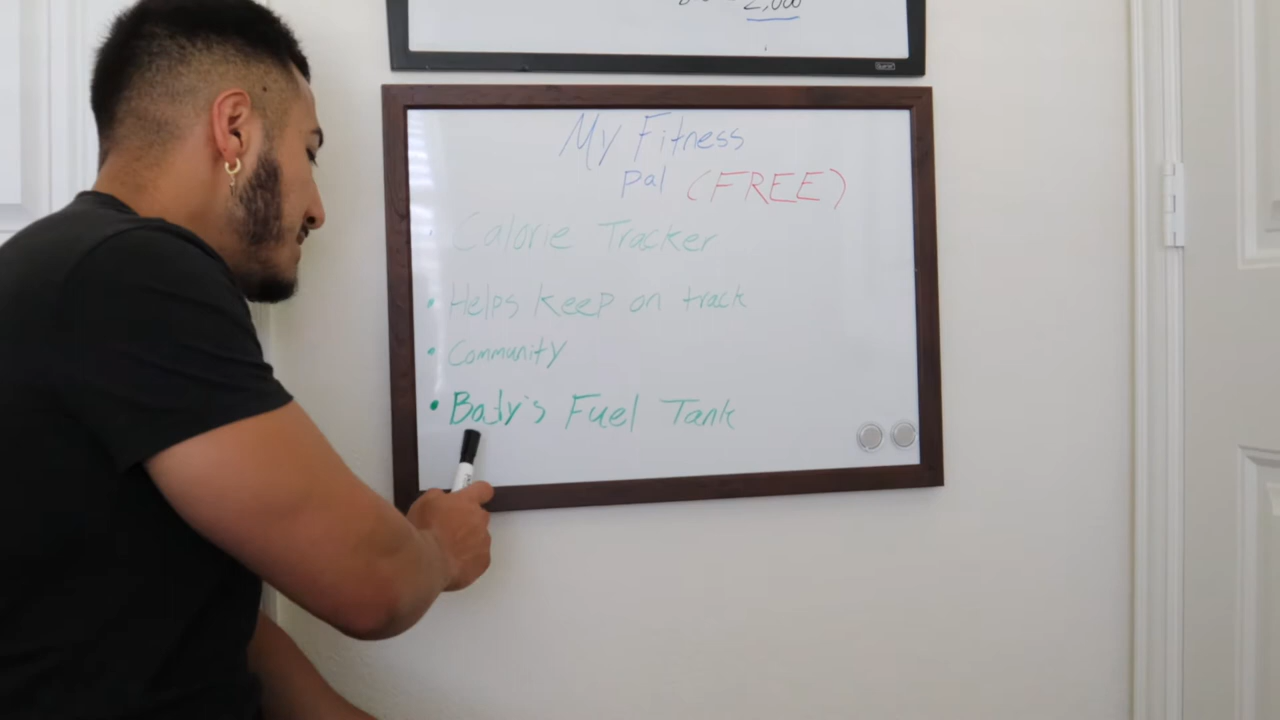 2,000
My Fitness
Pal (FREE)
Calorie Tracker
• Helps keep on track
• Community
• Body's Fuel Tank